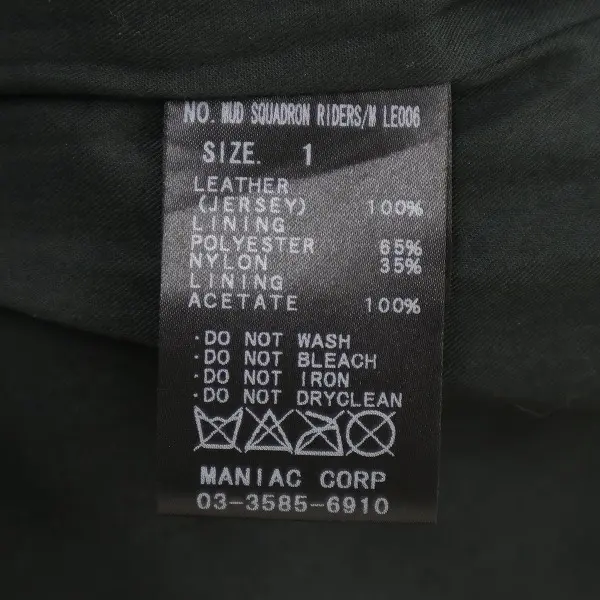 NO. MUD SQUADRON RIDERS/M LE006
SIZE. 1
LEATHER
(JERSEY) 100%
LINING
POLYESTER 65%
NYLON 35%
LINING
ACETATE 100%
·DO NOT WASH
·DO NOT BLEACH
·DO NOT IRON
·DO NOT DRYCLEAN
MANIAC CORP
03-3585-6910